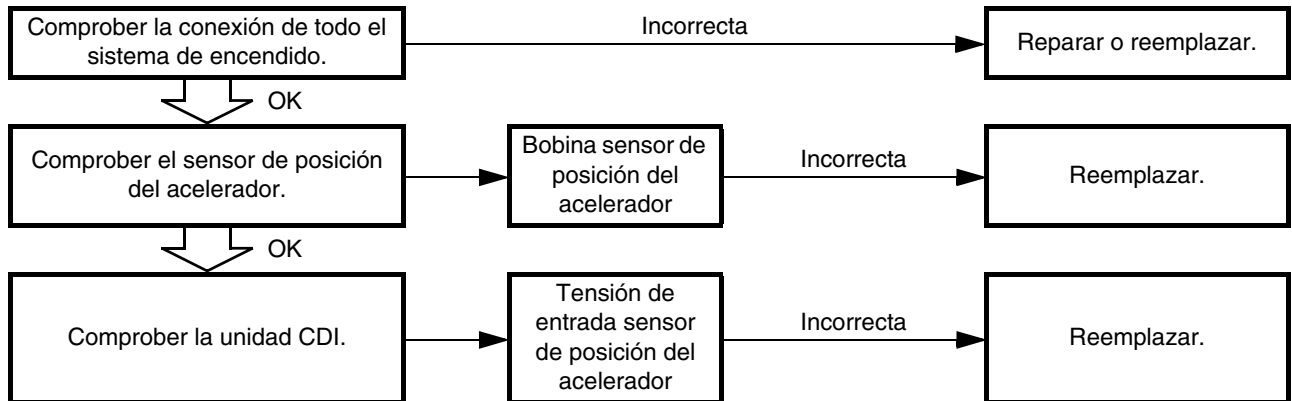 Comprober la conexión de todo el
sistema de encendido.
Incorrecta
Reparar o reemplazar.
OK
Comprober el sensor de posición
del acelerador.
Bobina sensor de
posición del
acelerador
Incorrecta
Reemplazar.
OK
Comprober la unidad CDI.
Tensión de
entrada sensor
de posición del
acelerador
Incorrecta
Reemplazar.